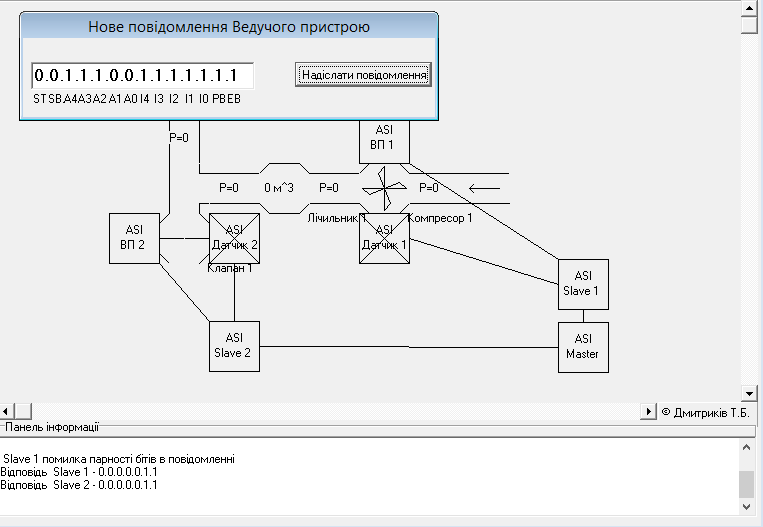 Нове повідомлення Ведучого пристрою
0.0.1.1.1.0.0.1.1.1.1.1.1.1
Надіслати повідомлення
ST SB A4 A3 A2 A1 A0 I4 I3 I2 I1 I0 PB EB
P=0
ASI
ВП 1
P=0
0 м^3
P=0
P=0
Лічильник 1
Компресор 1
ASI
ВП 2
ASI
Датчик 2
ASI
Датчик 1
Клапан 1
ASI
Slave 1
ASI
Slave 2
ASI
Master
© Дмитриків Т.Б.
Панель інформації
Slave 1 помилка парності бітів в повідомленні
Відповідь Slave 1 - 0.0.0.0.0.1.1
Відповідь Slave 2 - 0.0.0.0.0.1.1